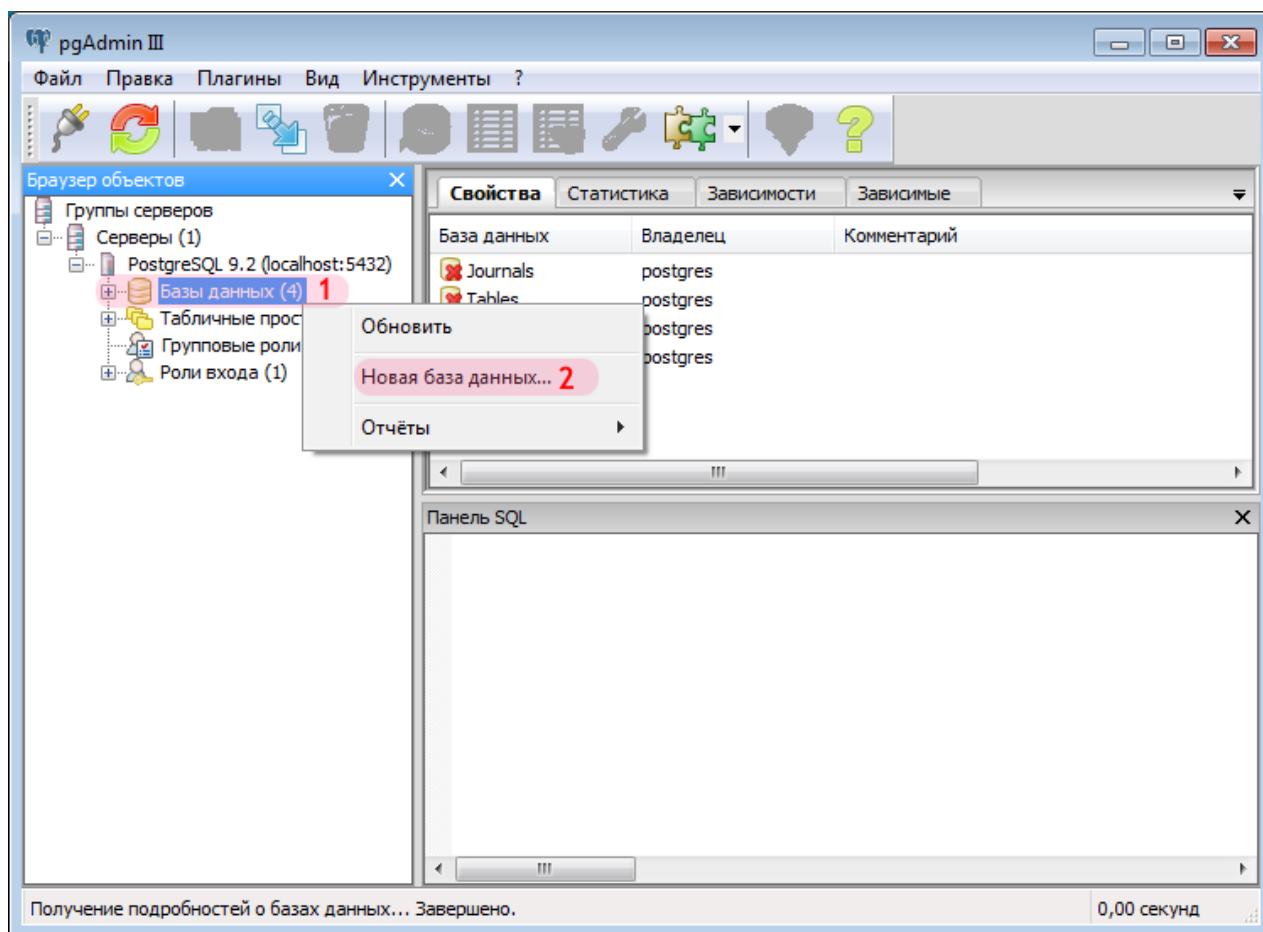 pgAdmin III
Файл Правка Плагины Вид Инструменты ?
Браузер объектов
Группы серверов
Серверы (1)
PostgreSQL 9.2 (localhost:5432)
Базы данных (4) 1
Табличные прост
Групповые роли
Роли входа (1)
Обновить
Новая база данных... 2
Отчёты
Свойства Статистика Зависимости Зависимые
База данных Владелец Комментарий
Journals postgres
Tables postgres
postgres
postgres
Панель SQL
Получение подробностей о базах данных... Завершено. 0,00 секунд